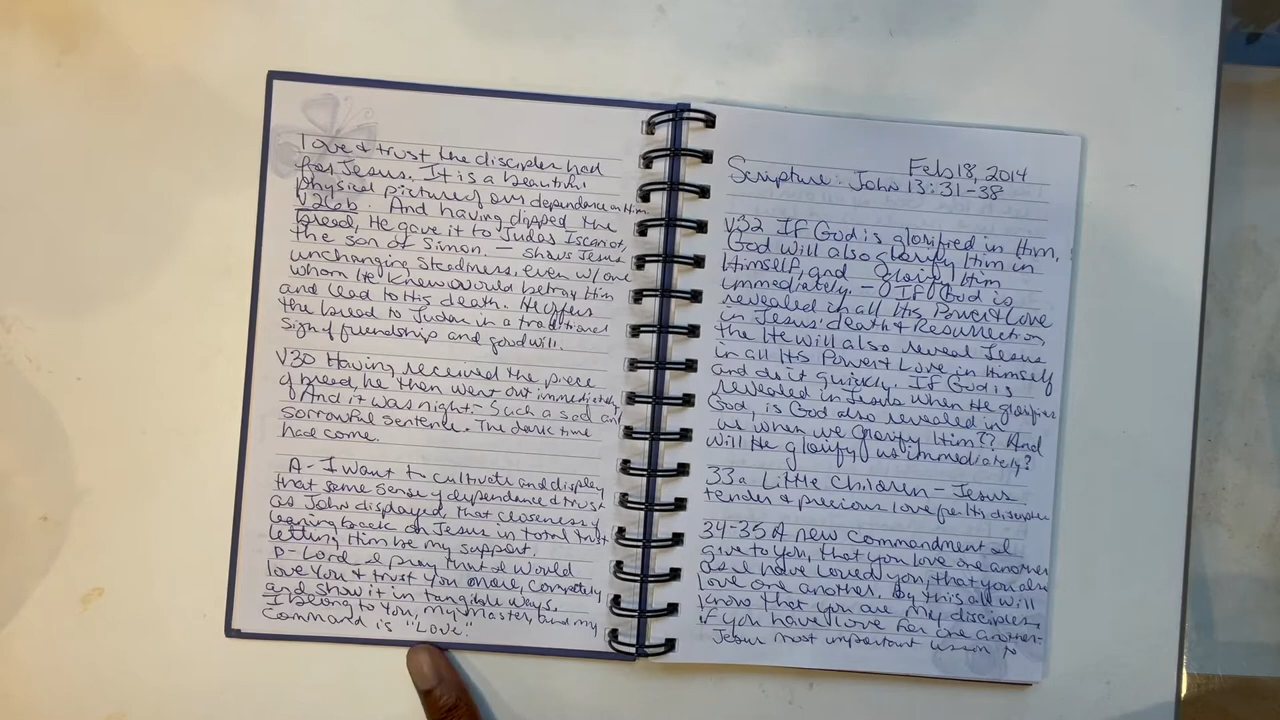 love & trust the disciples had
for Jesus. It is a beautiful
physical picture of our dependence on Him.
V26b. And having dipped the
bread, He gave it to Judas Iscariot,
the son of Simon. - shows Jesus
unchanging steadiness, even w/ one
whom He knew would betray Him
and lead to His death. He offers
the bread to Judas in a traditional
sign of friendship and goodwill.
V30 Having received the piece
of bread, he then went out immediately
And it was night. - Such a sad and
sorrowful sentence. The dark time
had come.
A - I want to cultivate and display
that same sense of dependence & trust
as John displayed, that closeness of
leaning back on Jesus in total trust
letting Him be my support.
P - Lord I pray that I would
love You & trust You more, completely
and show it in tangible ways.
I belong to You, my Master, and my
Command is "Love."
Feb 18, 2014
Scripture: John 13:31-38
V32 If God is glorified in Him,
God will also glorify Him in
Himself, and glorify Him
immediately. - If God is
revealed in all His Power & Love
in Jesus' death & Resurrection,
the He will also reveal Jesus
in all His Power & Love in Himself
and do it quickly. If God is
revealed in Jesus when He glorifies
God, is God also revealed in
us when we glorify Him?? And
will He glorify us immediately?
33a Little Children - Jesus
tender & precious love for His disciples
34-35 A new commandment I
give to you, that you love one another
as I have loved you, that you also
love one another. By this all will
know that you are My disciples,
if you have love for one another -
Jesus most important lesson to